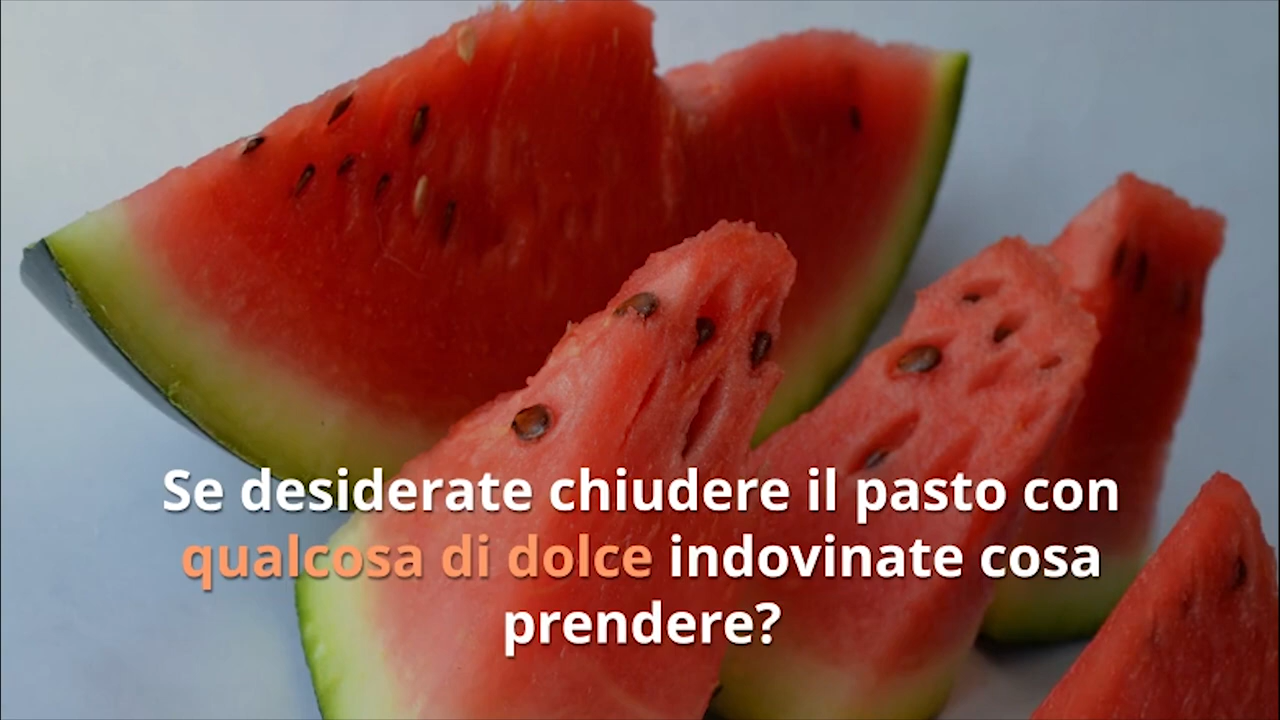 Se desiderate chiudere il pasto con
qualcosa di dolce indovinate cosa
prendere?